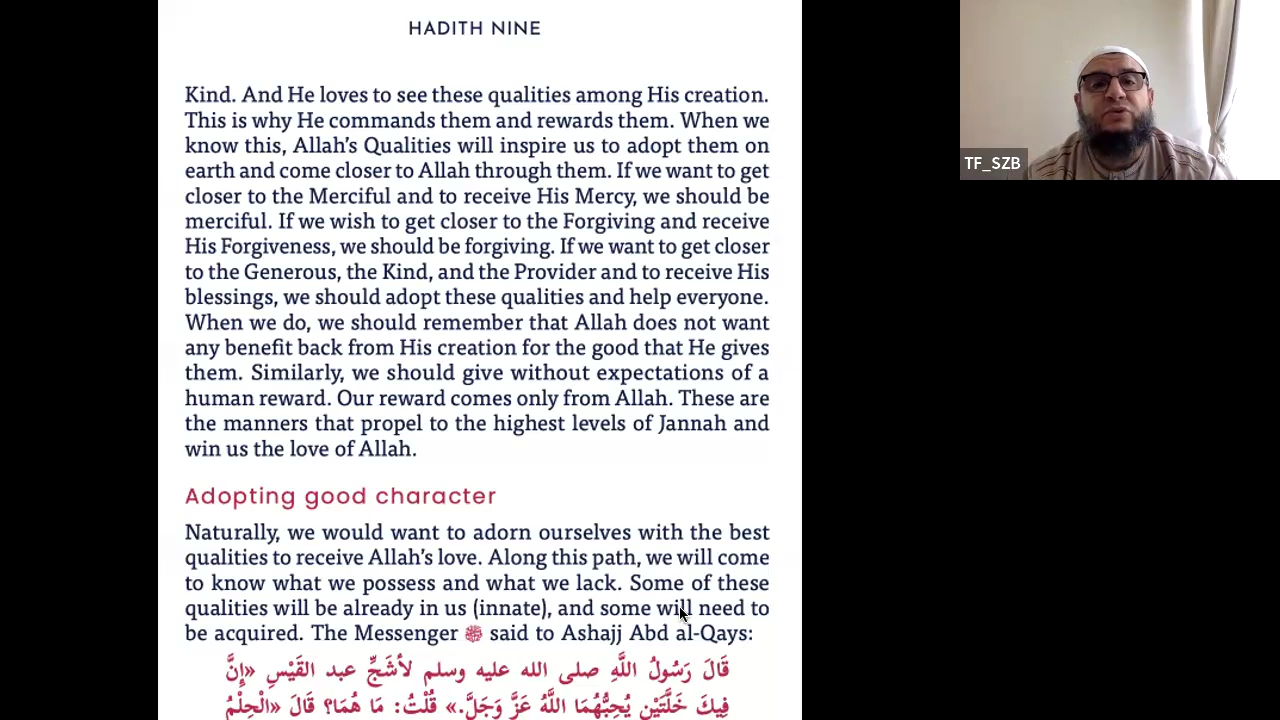 HADITH NINE
Kind. And He loves to see these qualities among His creation.
This is why He commands them and rewards them. When we
know this, Allah's Qualities will inspire us to adopt them on
earth and come closer to Allah through them. If we want to get
closer to the Merciful and to receive His Mercy, we should be
merciful. If we wish to get closer to the Forgiving and receive
His Forgiveness, we should be forgiving. If we want to get closer
to the Generous, the Kind, and the Provider and to receive His
blessings, we should adopt these qualities and help everyone.
When we do, we should remember that Allah does not want
any benefit back from His creation for the good that He gives
them. Similarly, we should give without expectations of a
human reward. Our reward comes only from Allah. These are
the manners that propel to the highest levels of Jannah and
win us the love of Allah.
Adopting good character
Naturally, we would want to adorn ourselves with the best
qualities to receive Allah's love. Along this path, we will come
to know what we possess and what we lack. Some of these
qualities will be already in us (innate), and some will need to
be acquired. The Messenger ﷺ said to Ashajj Abd al-Qays:
قَالَ رَسُولُ اللَّهِ صلى الله عليه وسلم لأشَجِّ عبد القَيْسِ «إِنَّ
فِيكَ خَلَّتَيْنِ يُحِبُّهُمَا اللَّهُ عَزَّ وَجَلَّ.» قُلْتُ: مَا هُمَا؟ قَالَ «الْحِلْمُ
TF_SZB